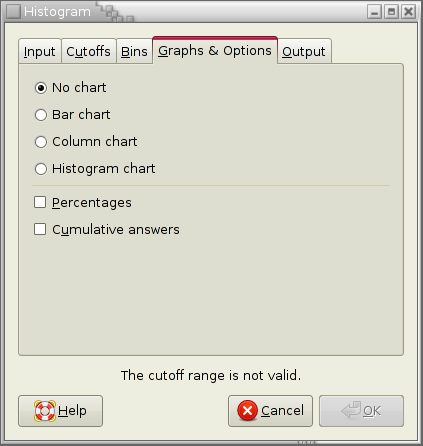 Histogram
Input Cutoffs Bins Graphs & Options Output
No chart
Bar chart
Column chart
Histogram chart
Percentages
Cumulative answers
The cutoff range is not valid.
Help Cancel OK